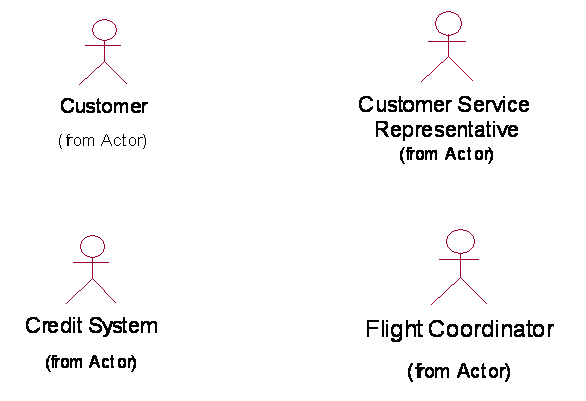 Customer
(from Actor)
Customer Service
Representative
(from Actor)
Credit System
(from Actor)
Flight Coordinator
(from Actor)